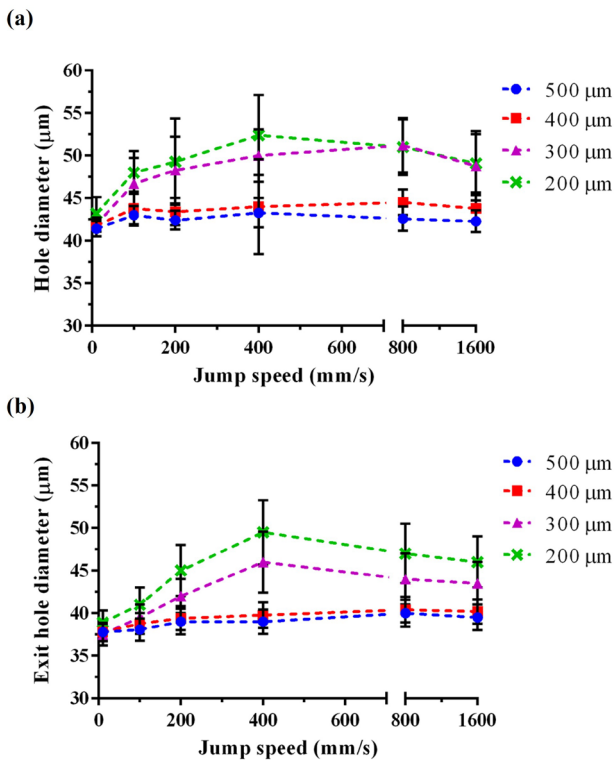 (a)
Hole diameter (μm)
60
55
50
45
40
35
30
0
200
400
600
800
1600
Jump speed (mm/s)
500 μm
400 μm
300 μm
200 μm
(b)
Exit hole diameter (μm)
60
55
50
45
40
35
30
0
200
400
600
800
1600
Jump speed (mm/s)
500 μm
400 μm
300 μm
200 μm